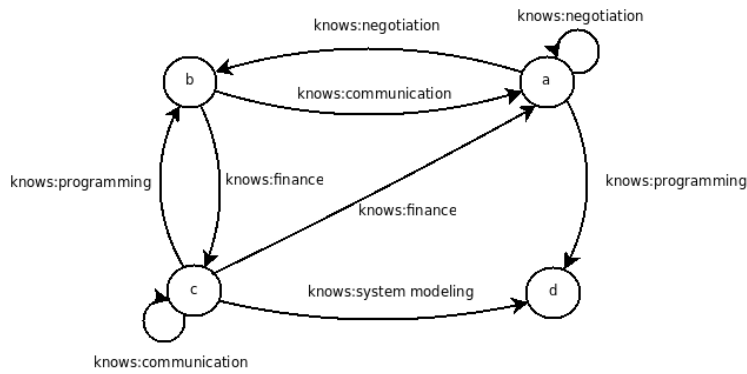 knows:negotiation
knows:negotiation
b
a
knows:communication
knows:programming
knows:finance
knows:programming
knows:finance
c
knows:system modeling
d
knows:communication